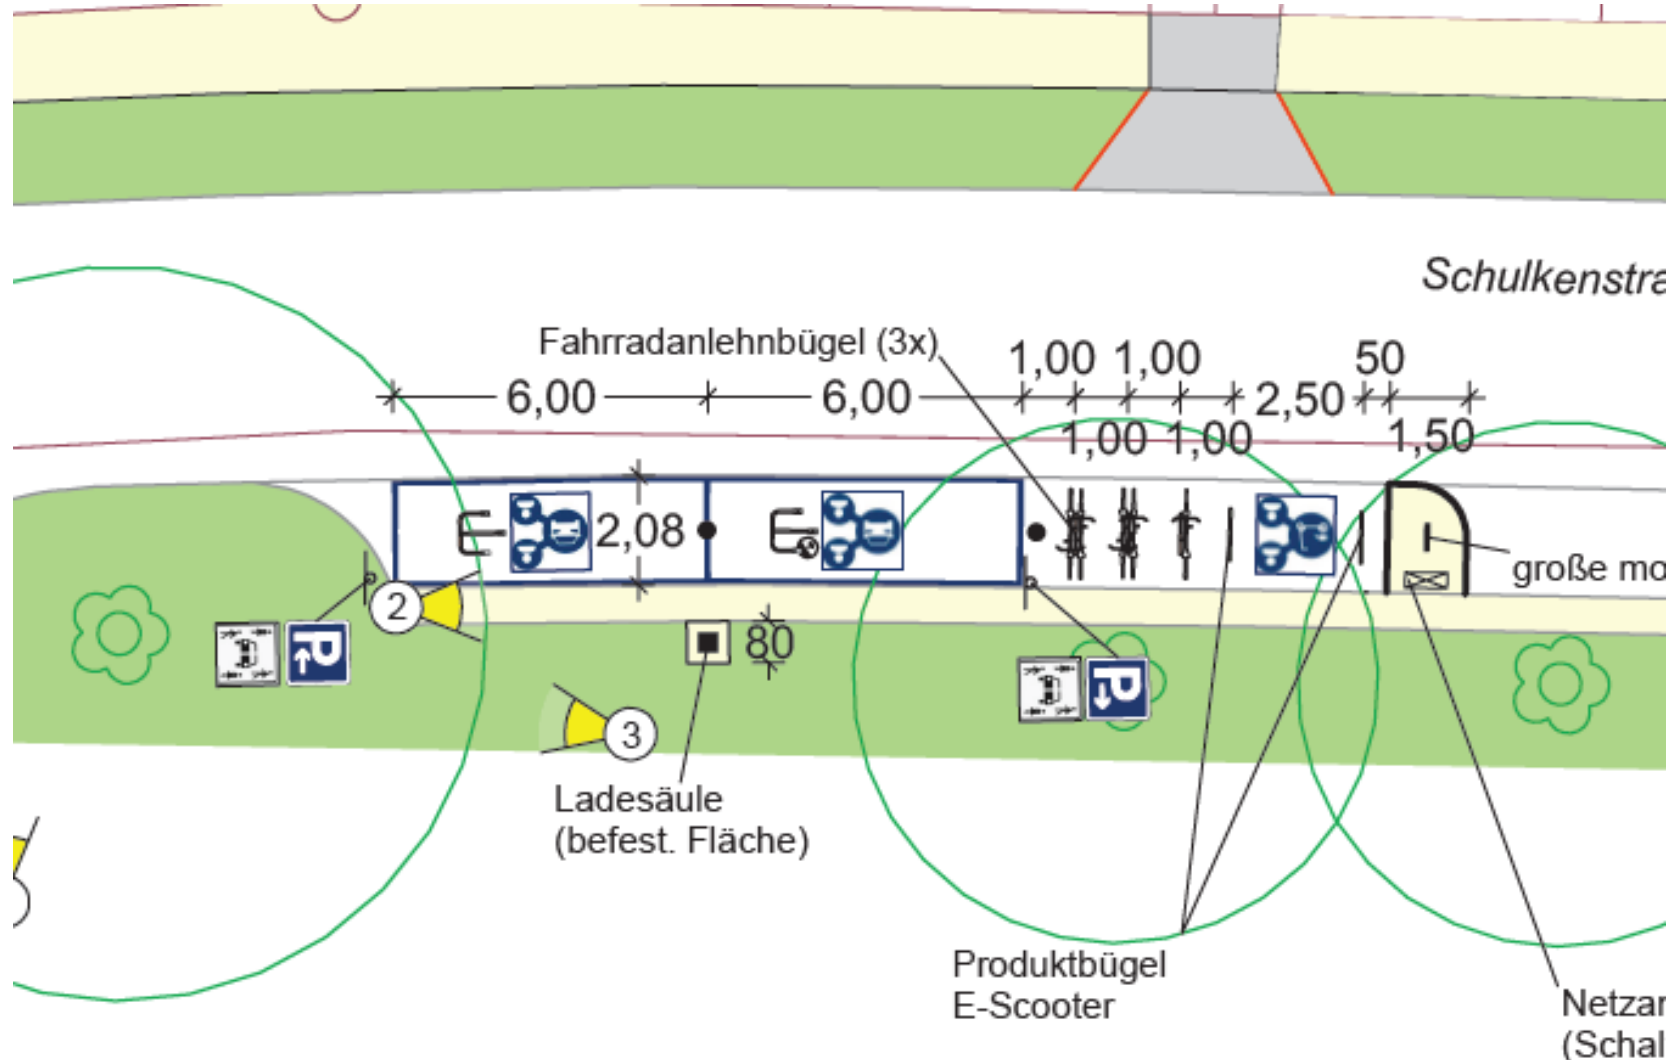 Schulkenstra
Fahrradanlehnbügel (3x)
1,00 1,00 50
6,00 6,00 2,50
1,00 1,00 1,50
2,08
große mo
2
P
80
P
3
Ladesäule
(befest. Fläche)
Produktbügel
E-Scooter
Netzan
(Schal